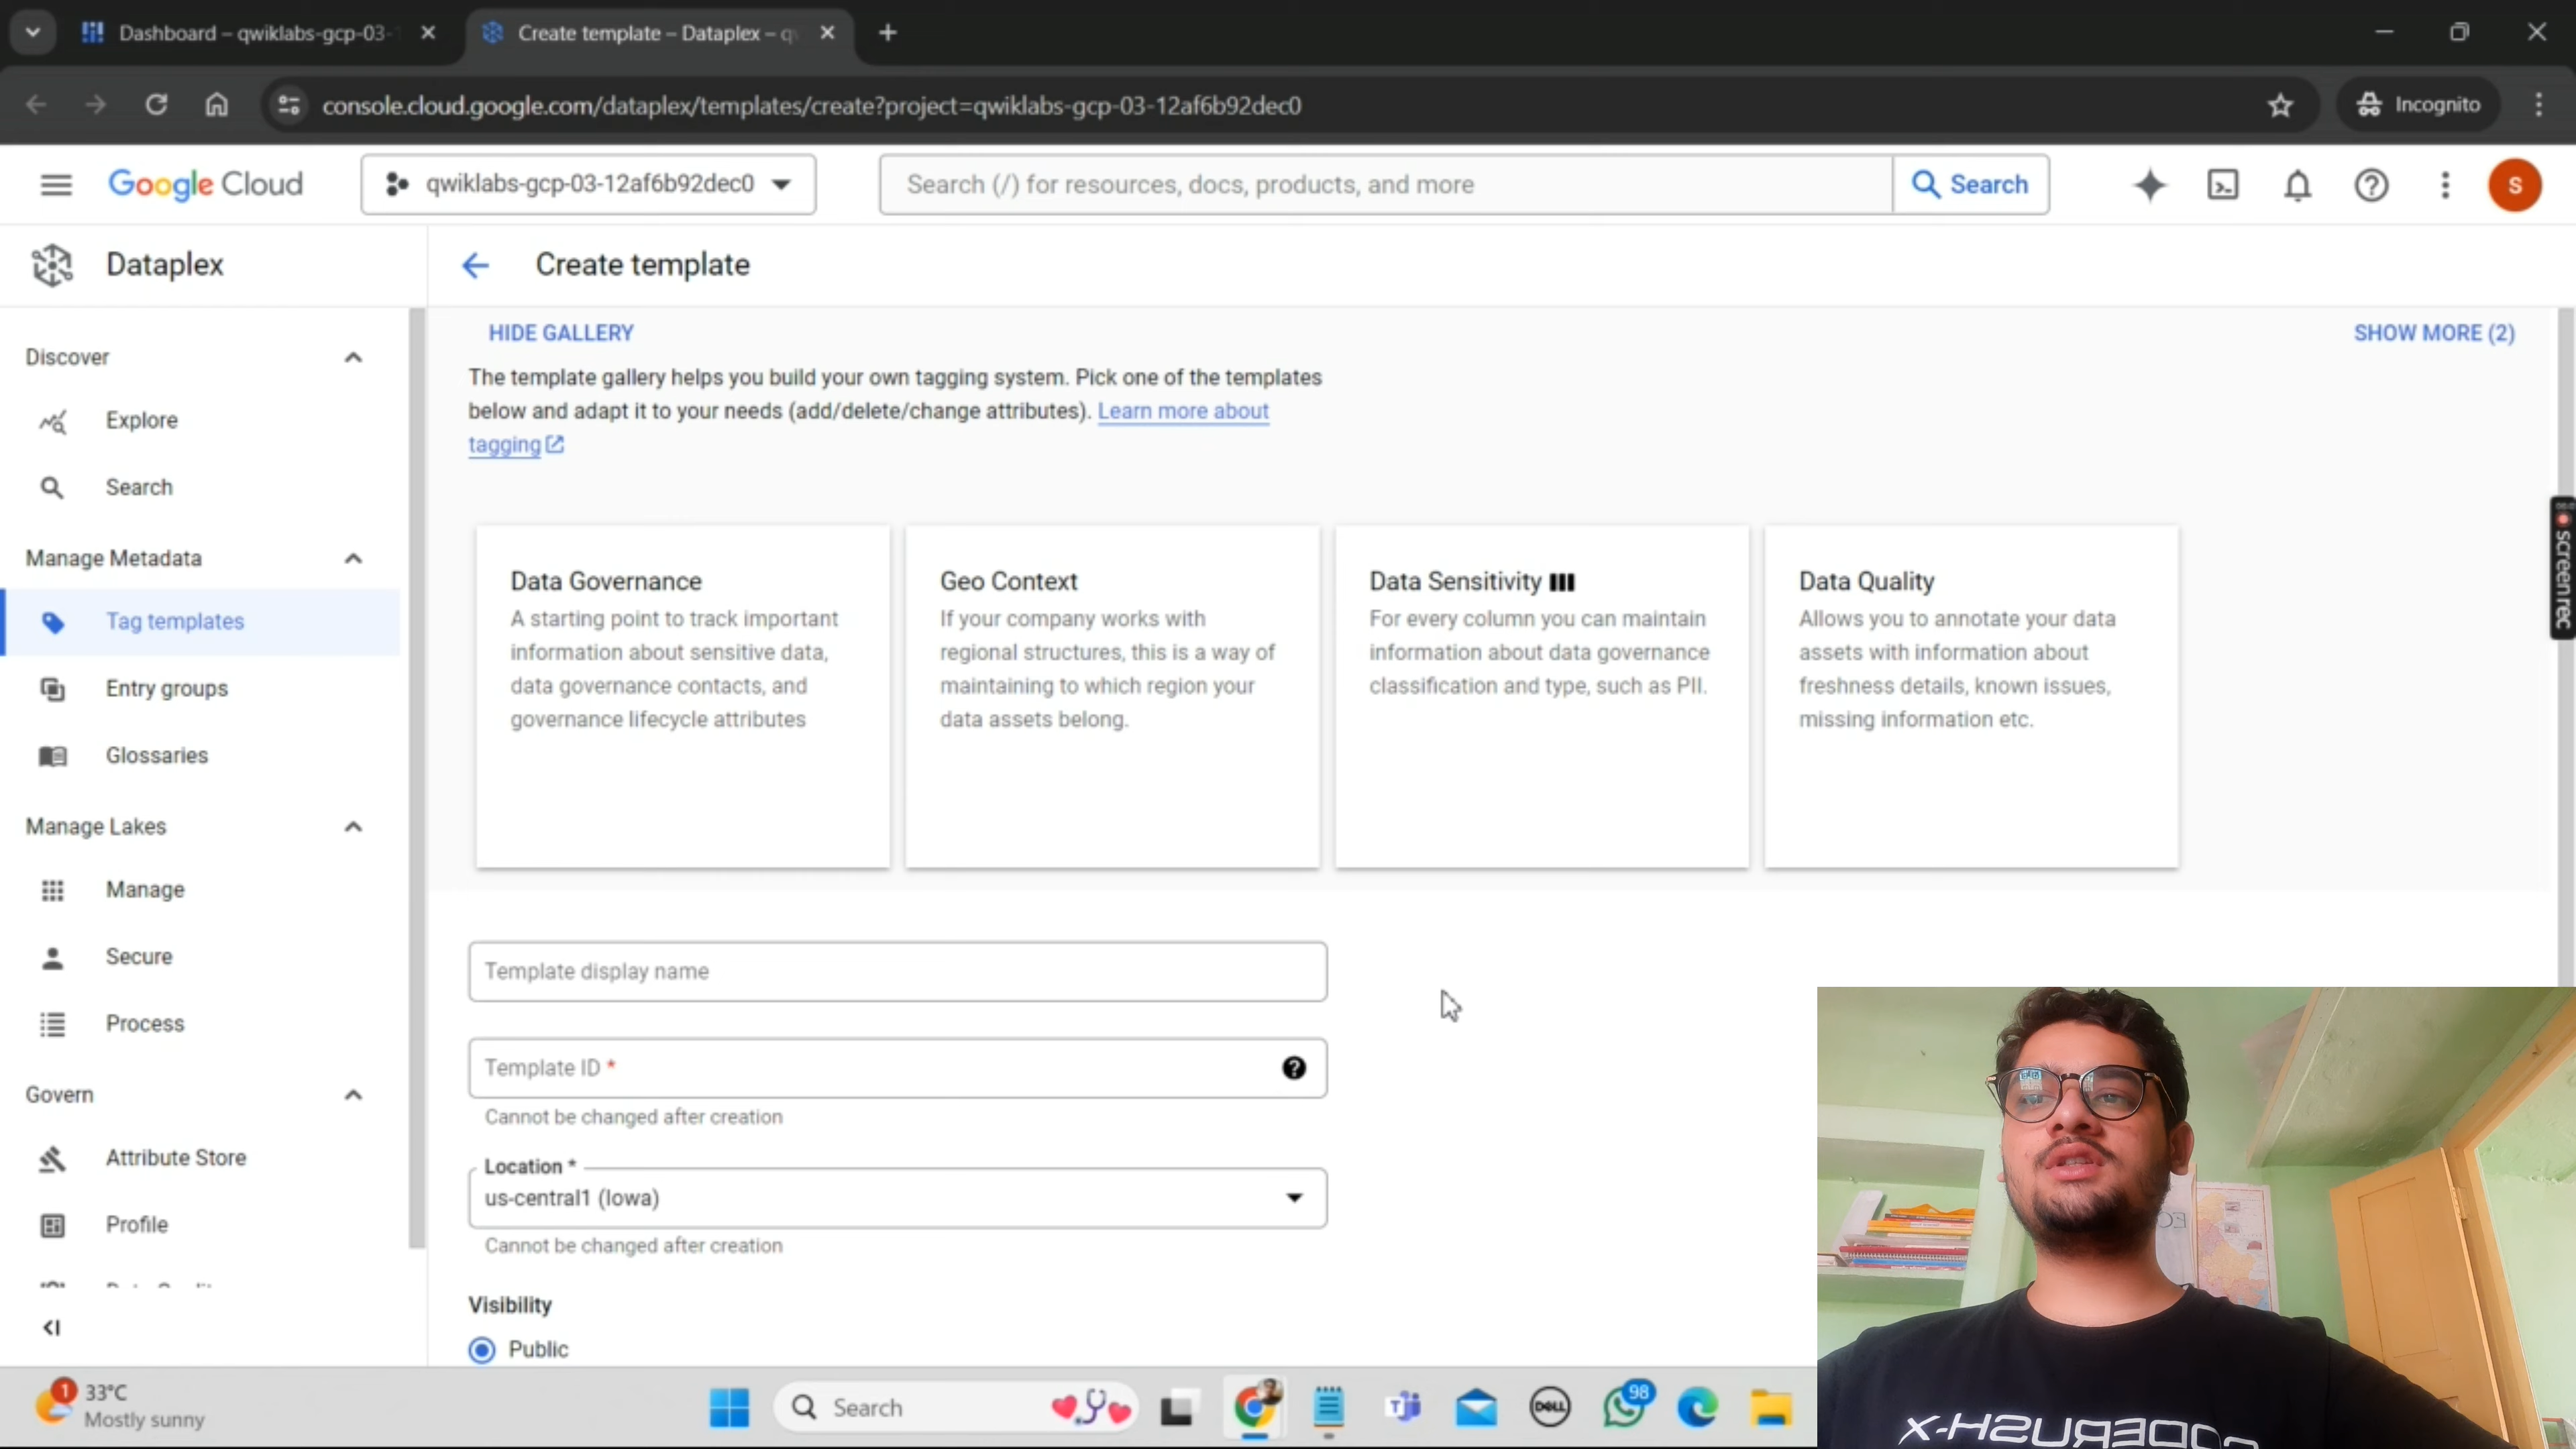 Dashboard – qwiklabs-gcp-03-1
Create template – Dataplex – q
console.cloud.google.com/dataplex/templates/create?project=qwiklabs-gcp-03-12af6b92dec0
Incognito
Google Cloud
qwiklabs-gcp-03-12af6b92dec0
Search (/) for resources, docs, products, and more
Search
S
Dataplex
Create template
Discover
Explore
Search
Manage Metadata
Tag templates
Entry groups
Glossaries
Manage Lakes
Manage
Secure
Process
Govern
Attribute Store
Profile
HIDE GALLERY
SHOW MORE (2)
The template gallery helps you build your own tagging system. Pick one of the templates
below and adapt it to your needs (add/delete/change attributes). Learn more about
tagging
Data Governance
A starting point to track important
information about sensitive data,
data governance contacts, and
governance lifecycle attributes
Geo Context
If your company works with
regional structures, this is a way of
maintaining to which region your
data assets belong.
Data Sensitivity
For every column you can maintain
information about data governance
classification and type, such as PII.
Data Quality
Allows you to annotate your data
assets with information about
freshness details, known issues,
missing information etc.
Template display name
Template ID *
Cannot be changed after creation
Location *
us-central1 (Iowa)
Cannot be changed after creation
Visibility
Public
screen rec
1
33°C
Mostly sunny
Search
DELL
98
CODERUSH-X